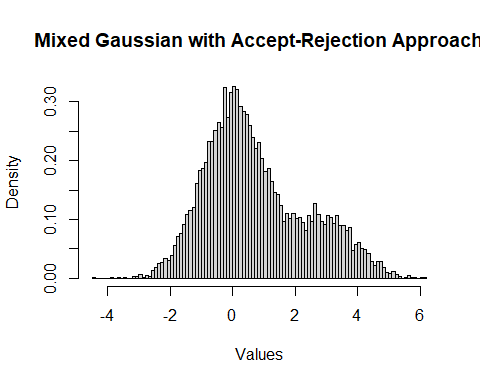 Mixed Gaussian with Accept-Rejection Approach
Density
0.30
0.20
0.10
0.00
-4 -2 0 2 4 6
Values